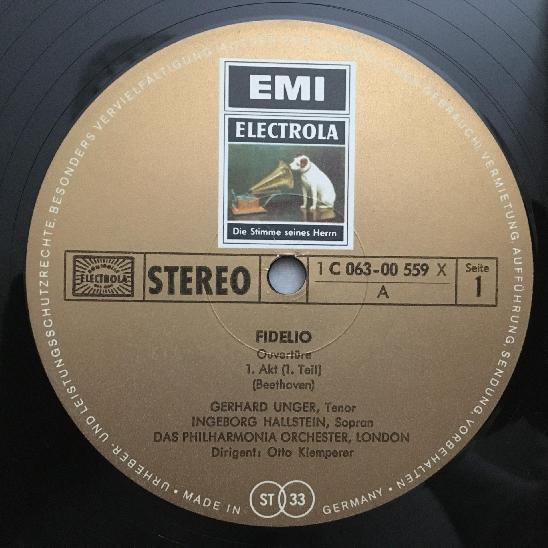 EMI
ELECTROLA
Die Stimme seines Herrn
ELECTROLA
STEREO
1 C 063-00 559 X
A
Seite
1
FIDELIO
Ouvertüre
1. Akt (1. Teil)
(Beethoven)
GERHARD UNGER, Tenor
INGEBORG HALLSTEIN, Sopran
DAS PHILHARMONIA ORCHESTER, LONDON
Dirigent: Otto Klemperer
URHEBER- UND LEISTUNGSSCHUTZRECHTE, BESONDERS VERVIELFÄLTIGUNG
GEBRAUCH) VERMIETUNG, AUFFÜHRUNG, SENDUNG, VORBEHALTEN
• MADE IN
ST 33
GERMANY •